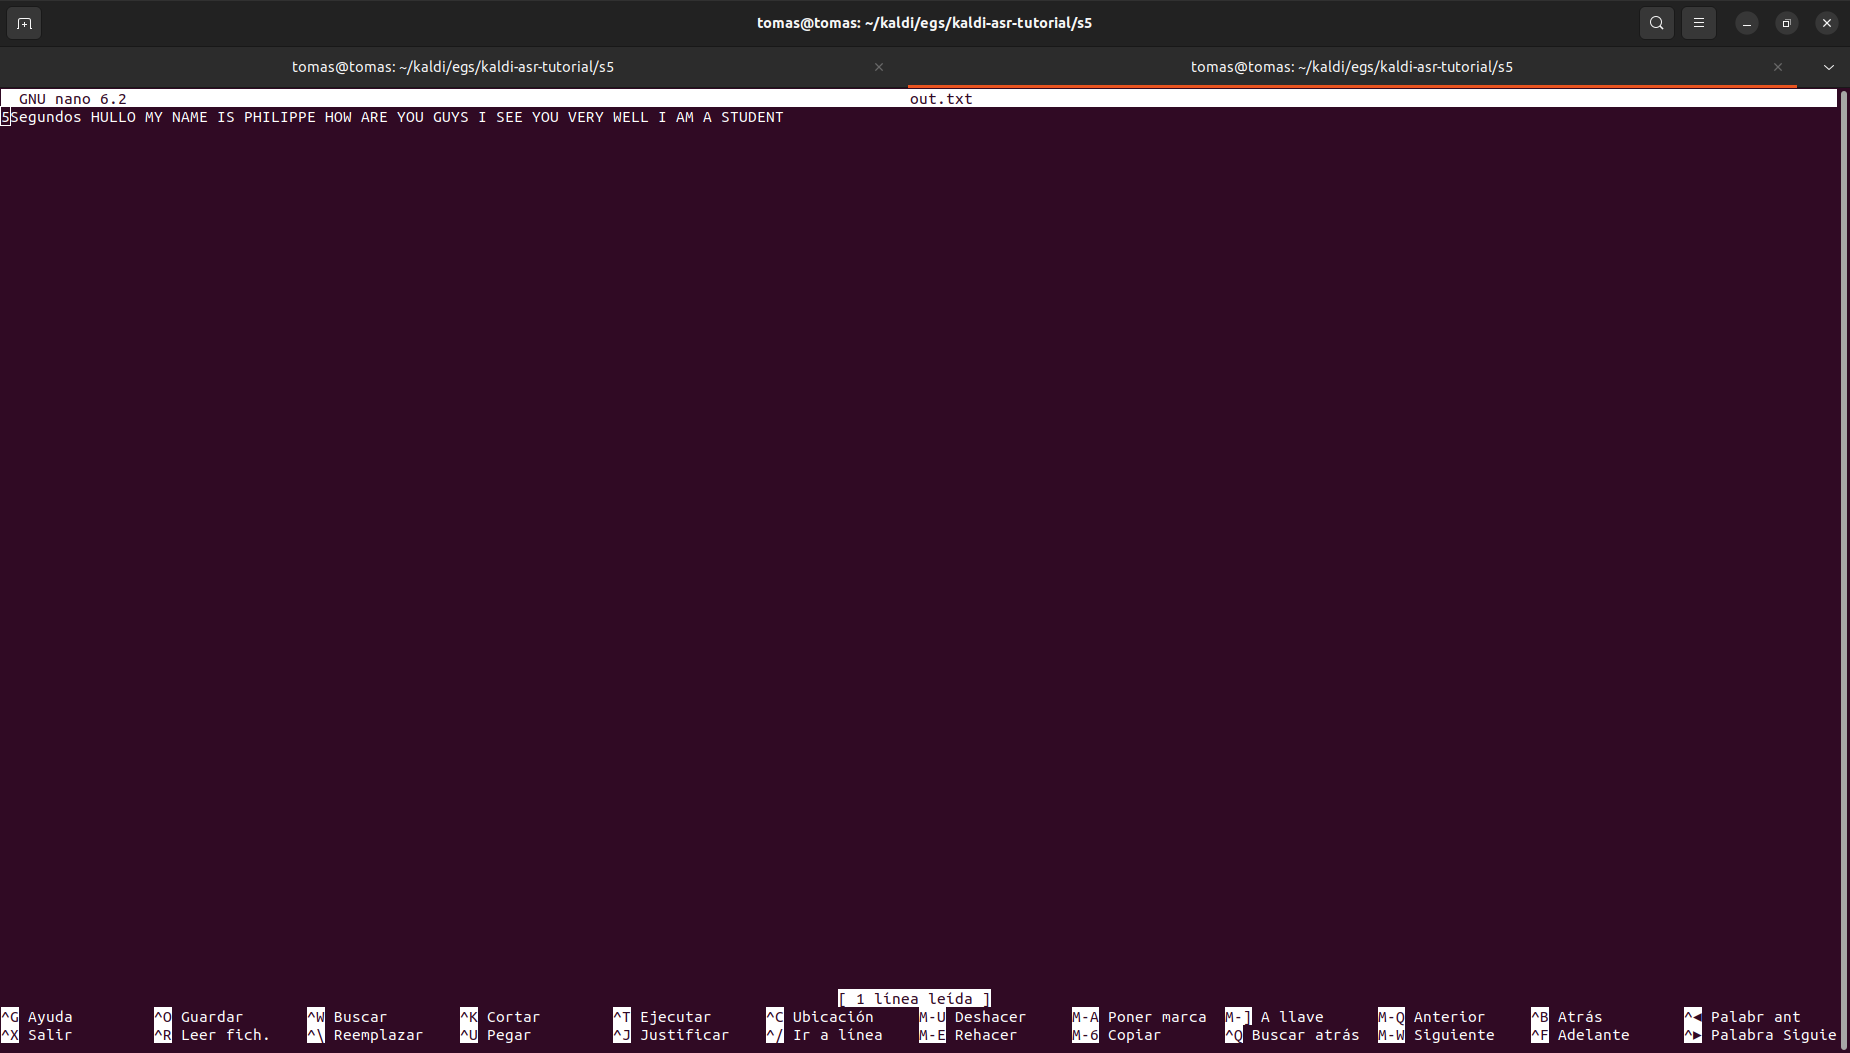 tomas@tomas: ~/kaldi/egs/kaldi-asr-tutorial/s5
tomas@tomas: ~/kaldi/egs/kaldi-asr-tutorial/s5 tomas@tomas: ~/kaldi/egs/kaldi-asr-tutorial/s5
GNU nano 6.2 out.txt
5Segundos HULLO MY NAME IS PHILIPPE HOW ARE YOU GUYS I SEE YOU VERY WELL I AM A STUDENT
[ 1 línea leída ]
^G Ayuda ^O Guardar ^W Buscar ^K Cortar ^T Ejecutar ^C Ubicación M-U Deshacer M-A Poner marca M-] A llave M-Q Anterior ^B Atrás ^◂ Palabr ant
^X Salir ^R Leer fich. ^\ Reemplazar ^U Pegar ^J Justificar ^/ Ir a línea M-E Rehacer M-6 Copiar ^Q Buscar atrás M-W Siguiente ^F Adelante ^▸ Palabra Siguie